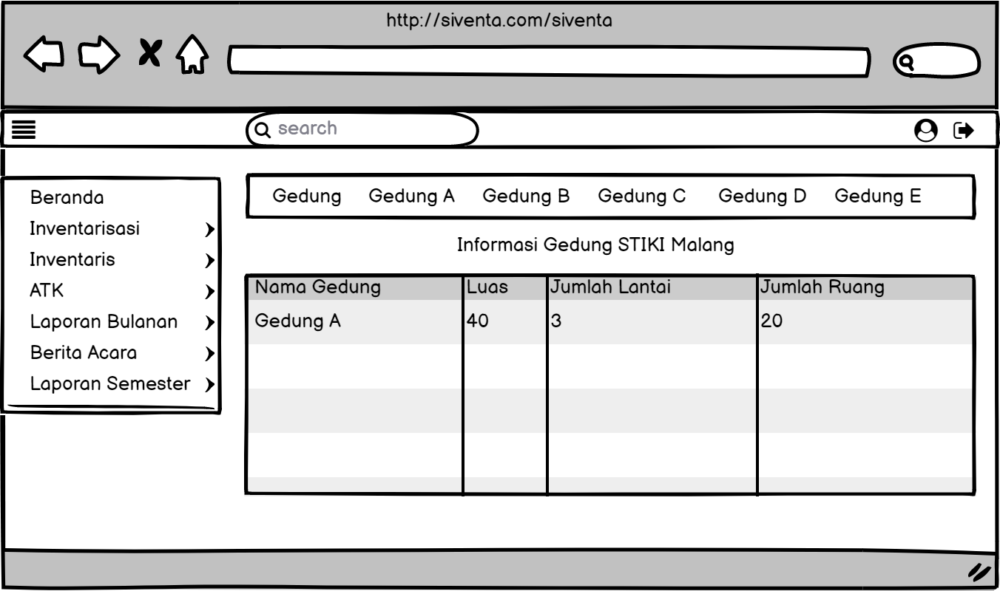 http://siventa.com/siventa
search
Beranda
Inventarisasi
Inventaris
ATK
Laporan Bulanan
Berita Acara
Laporan Semester
Gedung Gedung A Gedung B Gedung C Gedung D Gedung E
Informasi Gedung STIKI Malang
Nama Gedung Luas Jumlah Lantai Jumlah Ruang
Gedung A 40 3 20